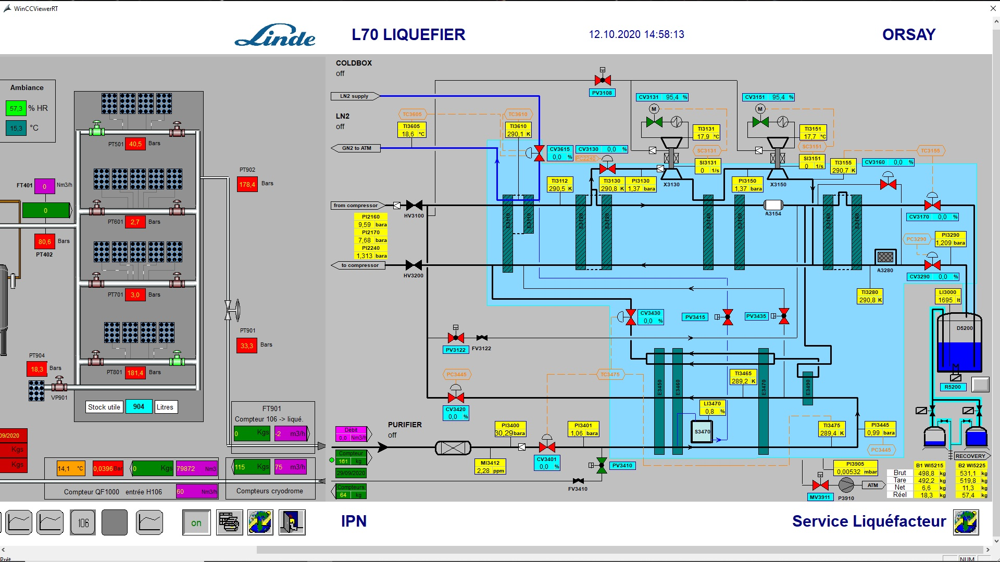 WinCCViewerRT
Linde
L70 LIQUEFIER
12.10.2020 14:58:13
ORSAY
Ambiance
57,3 % HR
15,3 °C
PT501 40,5 Bars
FT401 0 Nm3/h
0
80,6 Bars
PT402
PT601 2,7 Bars
PT701 3,0 Bars
PT801 181,4 Bars
PT902
178,4 Bars
PT901
33,3 Bars
PT904
18,3 Bars
VP901
Stock utile 904 Litres
FT901
Compteur 106 -> liqué.
0 Kgs -2 m3/h
115 Kgs 75 m3/h
Compteurs cryodrome
09/2020
Kgs
Kgs
14,1 °C 0,0396 Bar 0 Kgs 79872 Nm3
Compteur QF1000 entrée H106 60 Nm3/h
COLDBOX
off
LN2 supply
LN2
off
GN2 to ATM
from compressor
HV3100
PI2160
9,59 bara
PI2170
7,68 bara
PI2240
1,313 bara
to compressor
HV3200
TC3605
TI3605
18,6 °C
TC3610
TI3610
290,1 K
CV3615
0,0 %
CV3130 0,0 %
PC2240
PV3108
CV3131 95,4 %
M
TI3131
17,9 °C
SC3131
SI3131
0 1/s
X3130
CV3151 95,4 %
M
TI3151
17,7 °C
SC3151
SI3151
0 1/s
X3150
TI3155
290,7 K
TC3155
CV3160 0,0 %
TI3112
290,5 K
TI3130
290,8 K
PI3130
1,37 bara
PI3150
1,37 bara
E3110
E3110
E3120
E3120
E3140
E3150
A3154
E3160
E3160
CV3170 0,0 %
PC3290
PI3290
1,209 bara
A3280
CV3290 0,0 %
TI3280
290,8 K
LI3000
1695 lt
D5200
R5200
CV3430
0,0 %
PV3415
PV3435
PV3122
FV3122
PC3445
CV3420
0,0 %
TC3475
TI3465
289,2 K
E3450
E3460
E3470
E3490
LI3470
0,8 %
S3470
TI3475
289,4 K
PI3445
0,99 bara
PC3445
PURIFIER
off
Débit
0,0 Nm3/h
Compteur
161 kg
29/09/2020
Compteurs
64 kg
PI3400
30,29 bara
PI3401
1,06 bara
MI3412
2,28 ppm
CV3401
0,0 %
PV3410
FV3410
PI3905
0,00532 mbar
MV3911
P3910
ATM
RECOVERY
B1 WI5215 B2 WI5225
Brut 498,8 kg 531,1 kg
Tare 492,2 kg 519,8 kg
Net 6,6 kg 11,3 kg
Réel 18,3 kg 57,4 kg
106
on
IPN
Service Liquéfacteur
Prêt
NUM